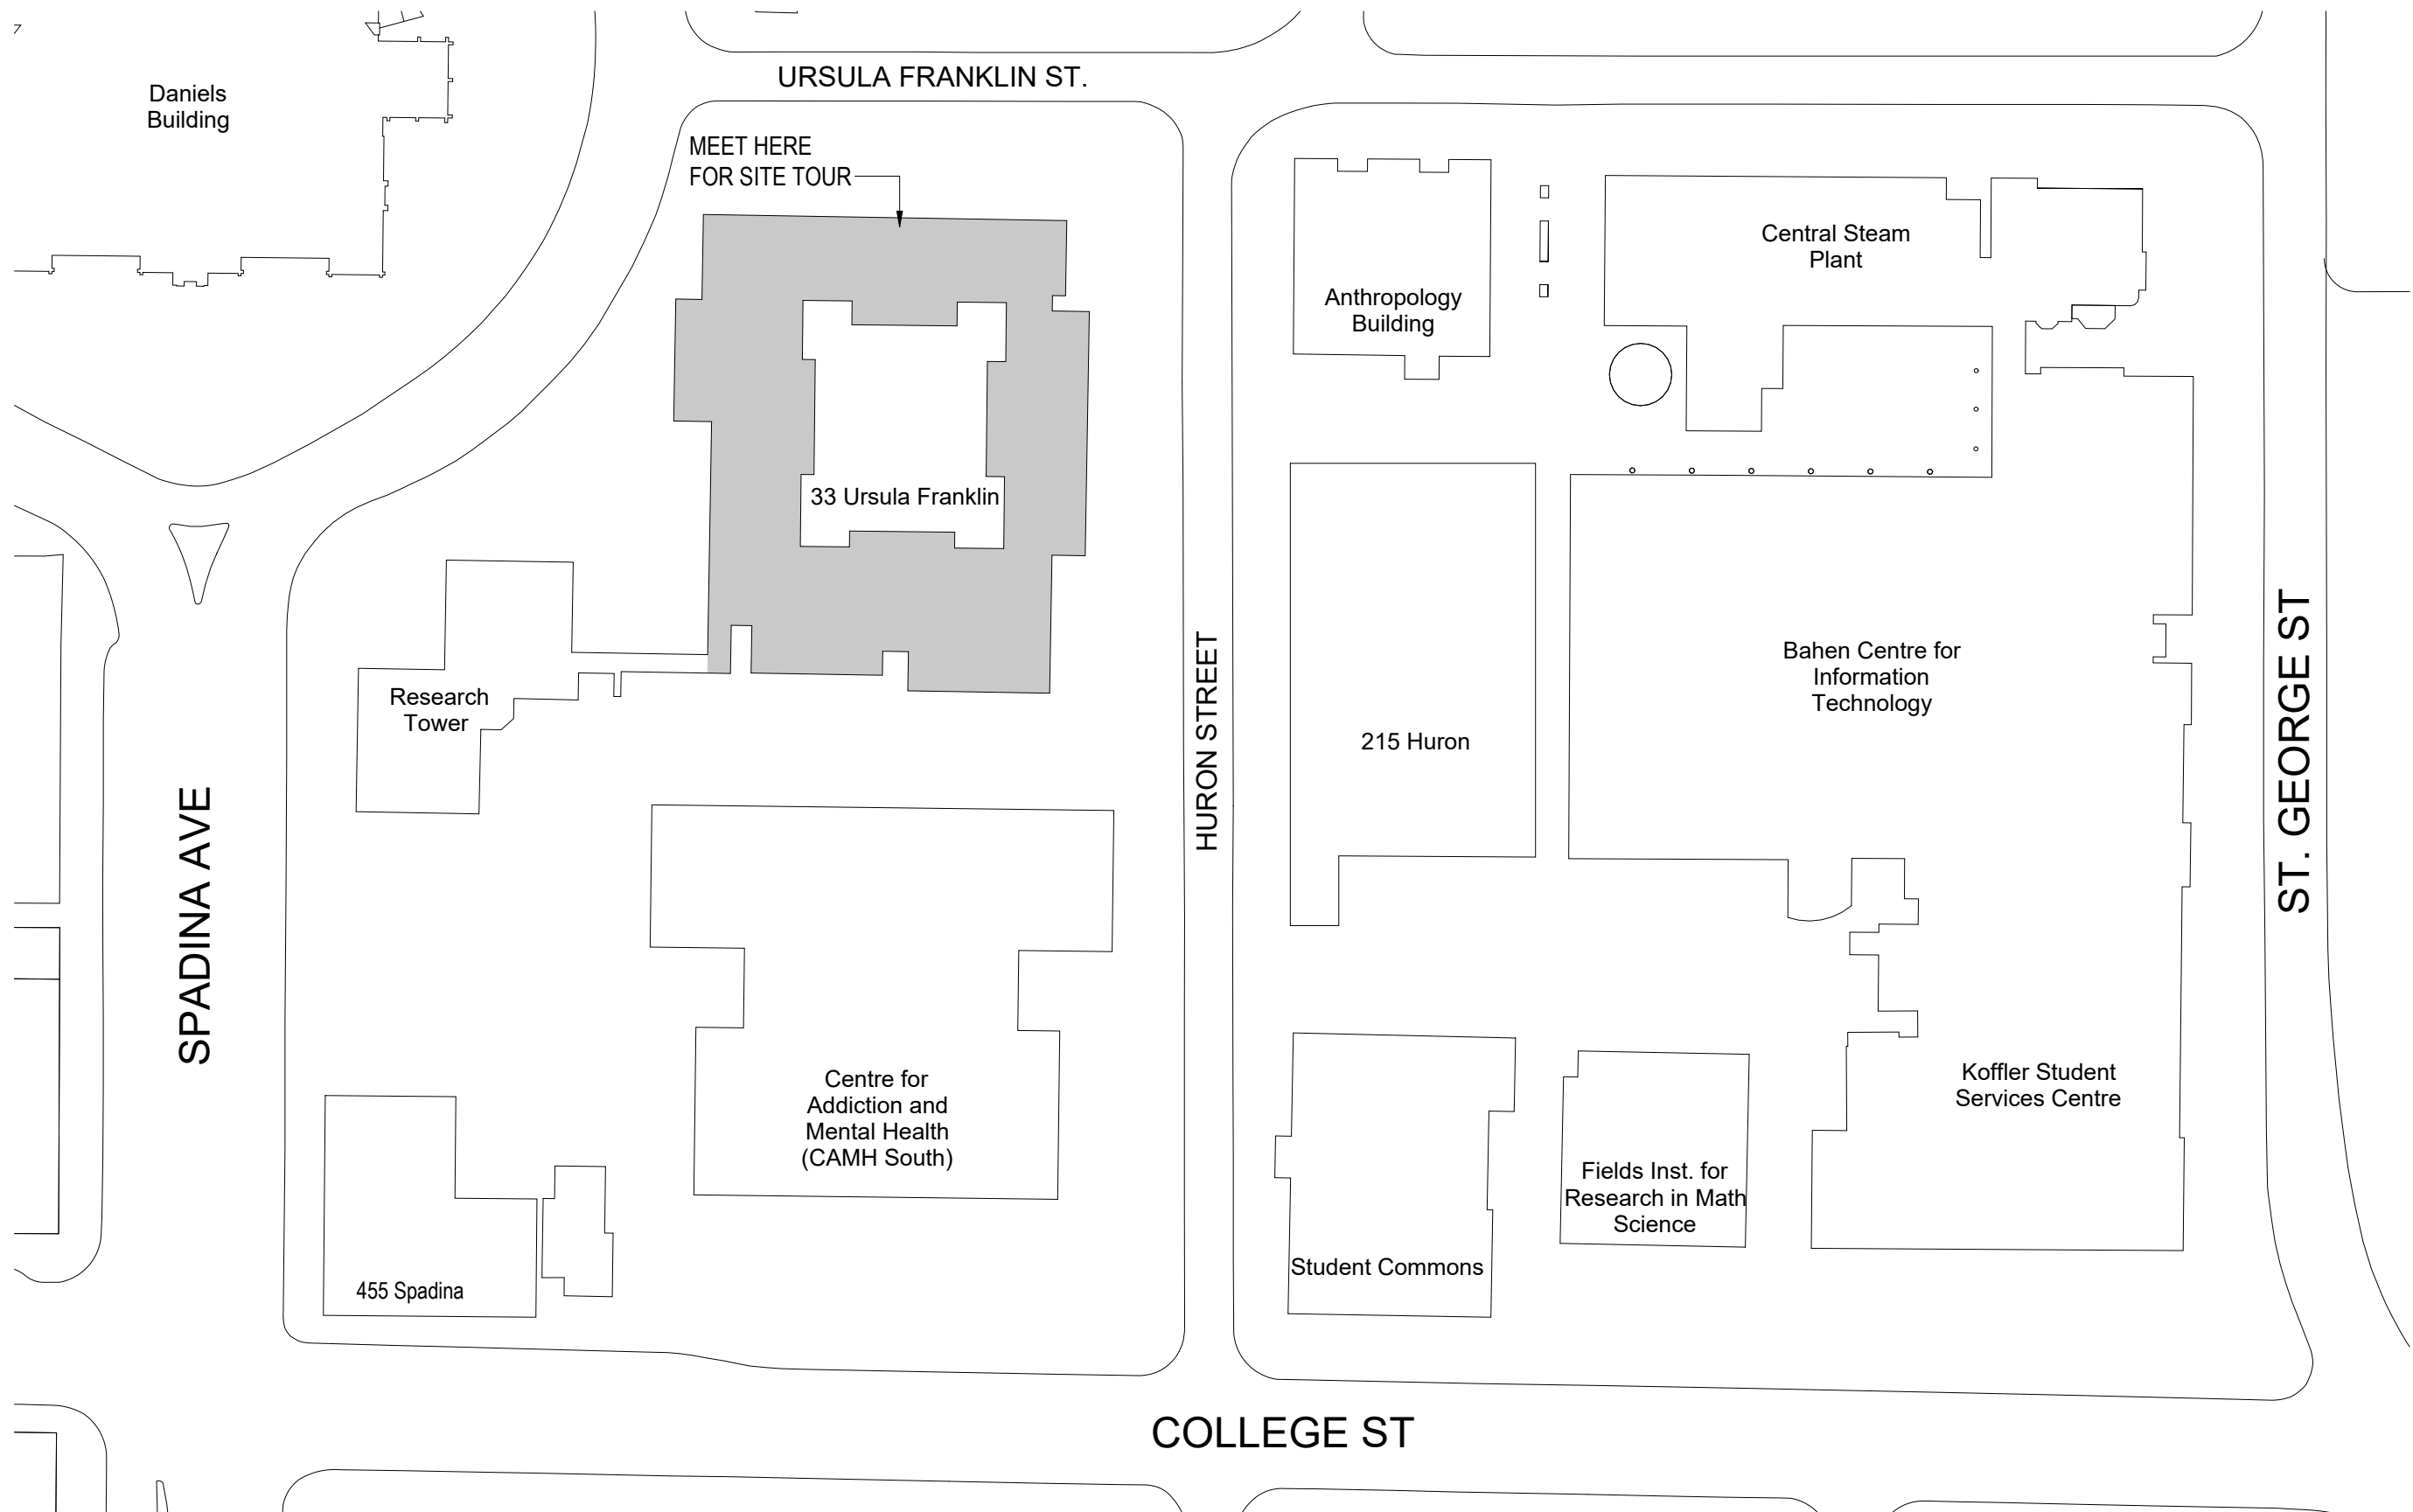 URSULA FRANKLIN ST.
Daniels
Building
MEET HERE
FOR SITE TOUR
Central Steam
Plant
Anthropology
Building
33 Ursula Franklin
Research
Tower
HURON STREET
215 Huron
Bahen Centre for
Information
Technology
ST. GEORGE ST
SPADINA AVE
Centre for
Addiction and
Mental Health
(CAMH South)
Koffler Student
Services Centre
Fields Inst. for
Research in Math
Science
Student Commons
455 Spadina
COLLEGE ST